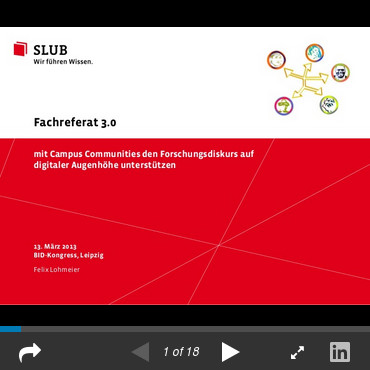 SLUB
Wir führen Wissen.
Fachreferat 3.0
mit Campus Communities den Forschungsdiskurs auf
digitaler Augenhöhe unterstützen
13. März 2013
BID-Kongress, Leipzig
Felix Lohmeier
1 of 18
in